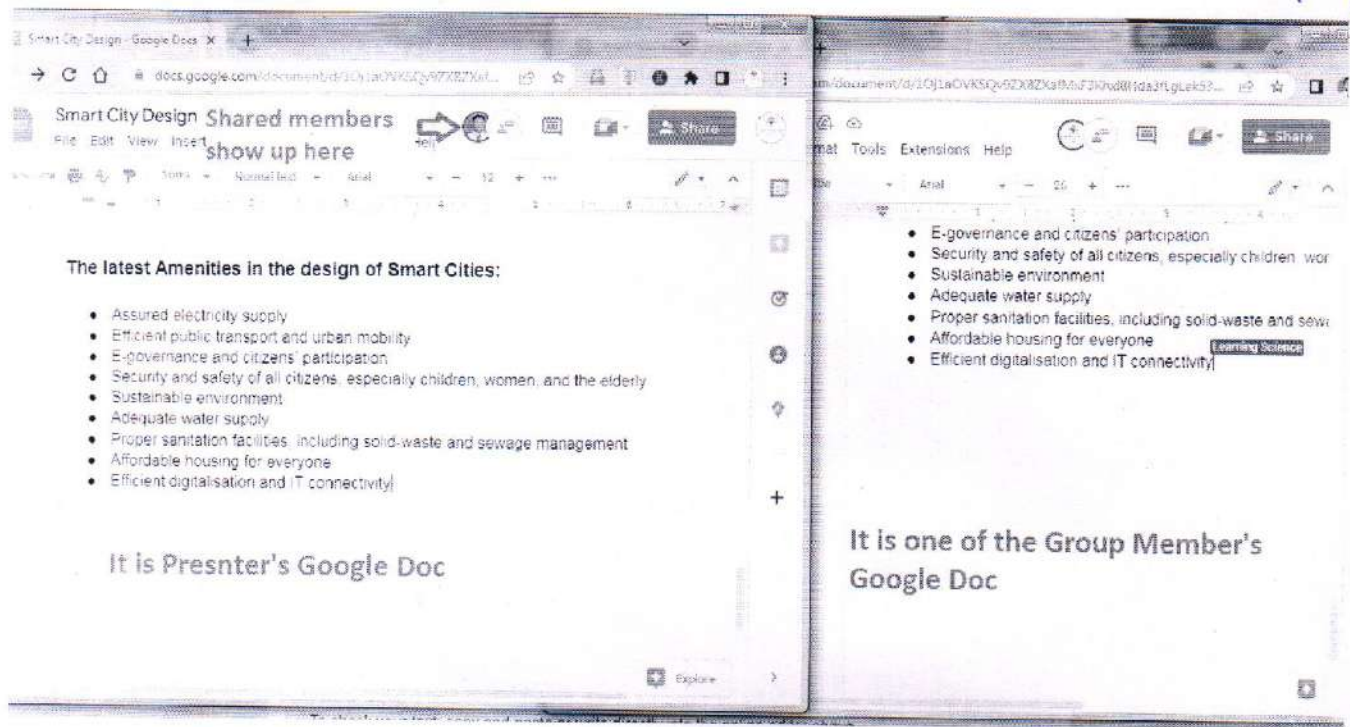 Smart City Design - Google Docs
Smart City Design
Shared members
show up here
File Edit View Insert
Share
Normal text
Arial
12
The latest Amenities in the design of Smart Cities:
Assured electricity supply
Efficient public transport and urban mobility
E-governance and citizens' participation
Security and safety of all citizens, especially children, women, and the elderly
Sustainable environment
Adequate water supply
Proper sanitation facilities, including solid-waste and sewage management
Affordable housing for everyone
Efficient digitalisation and IT connectivity
It is Presnter's Google Doc
Explore
Tools Extensions Help
Share
Arial
26
E-governance and citizens' participation
Security and safety of all citizens, especially children wor
Sustainable environment
Adequate water supply
Proper sanitation facilities, including solid-waste and sew
Affordable housing for everyone
Learning Science
Efficient digitalisation and IT connectivity
It is one of the Group Member's
Google Doc